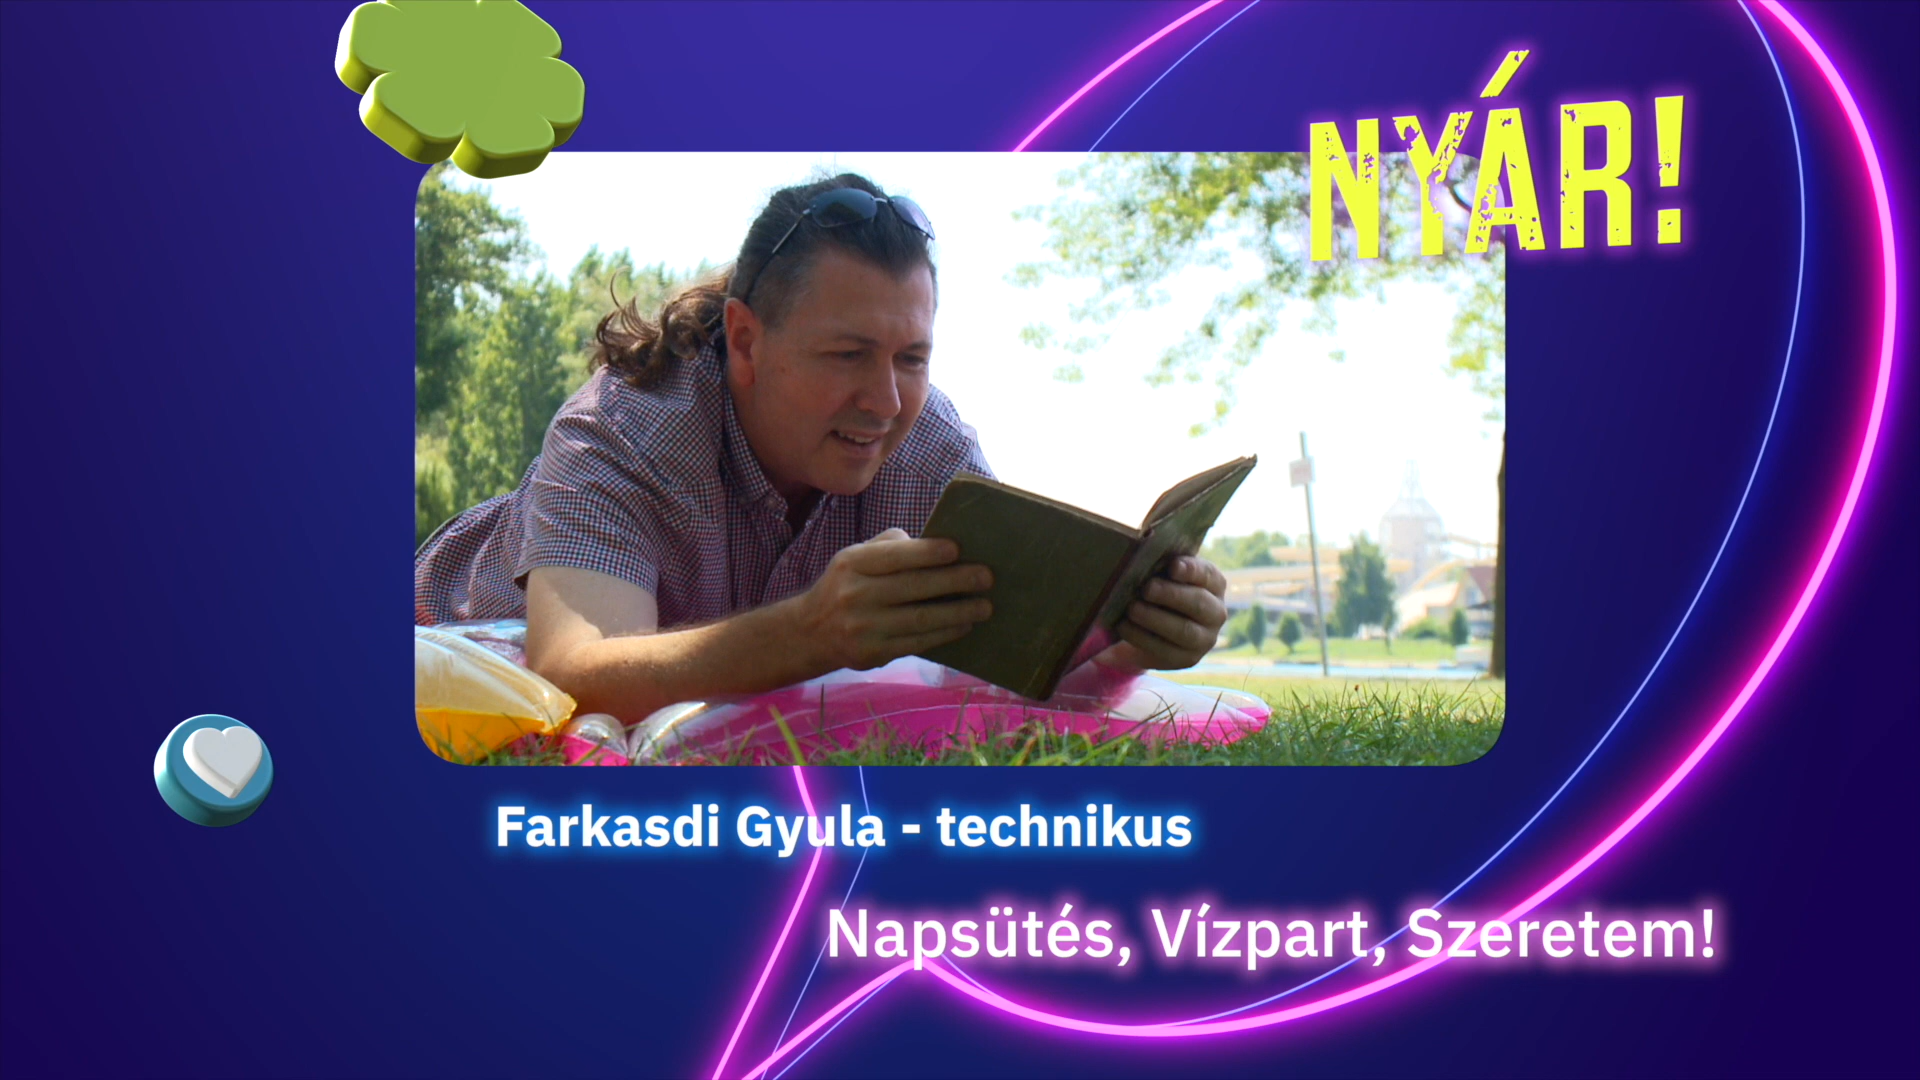 NYÁR!
Farkasdi Gyula - technikus
Napsütés, Vízpart, Szeretem!